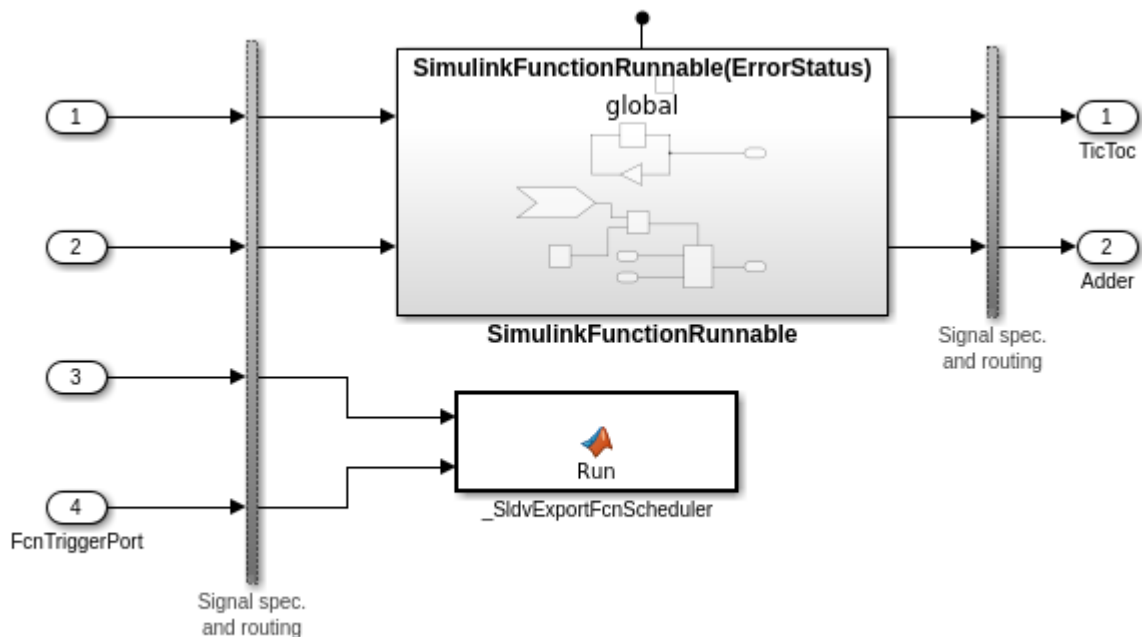 SimulinkFunctionRunnable(ErrorStatus)
global
1
2
3
4
FcnTriggerPort
SimulinkFunctionRunnable
1
TicToc
2
Adder
Signal spec.
and routing
Run
_SldvExportFcnScheduler
Signal spec.
and routing